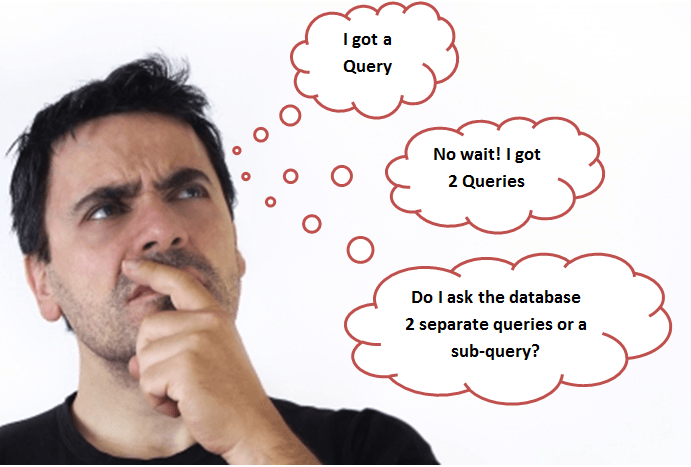 I got a
Query
No wait! I got
2 Queries
Do I ask the database
2 separate queries or a
sub-query?